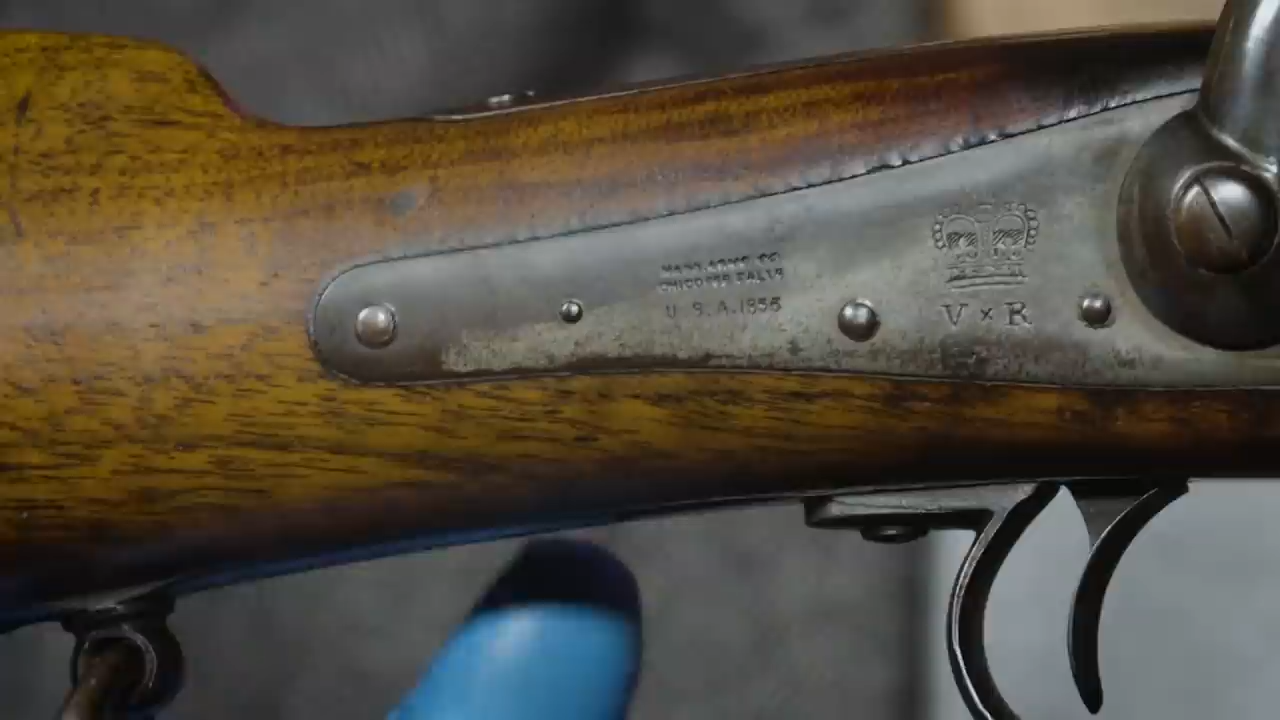 MASS. ARMS CO
CHICOPEE FALLS
U.S.A. 1856
V × R